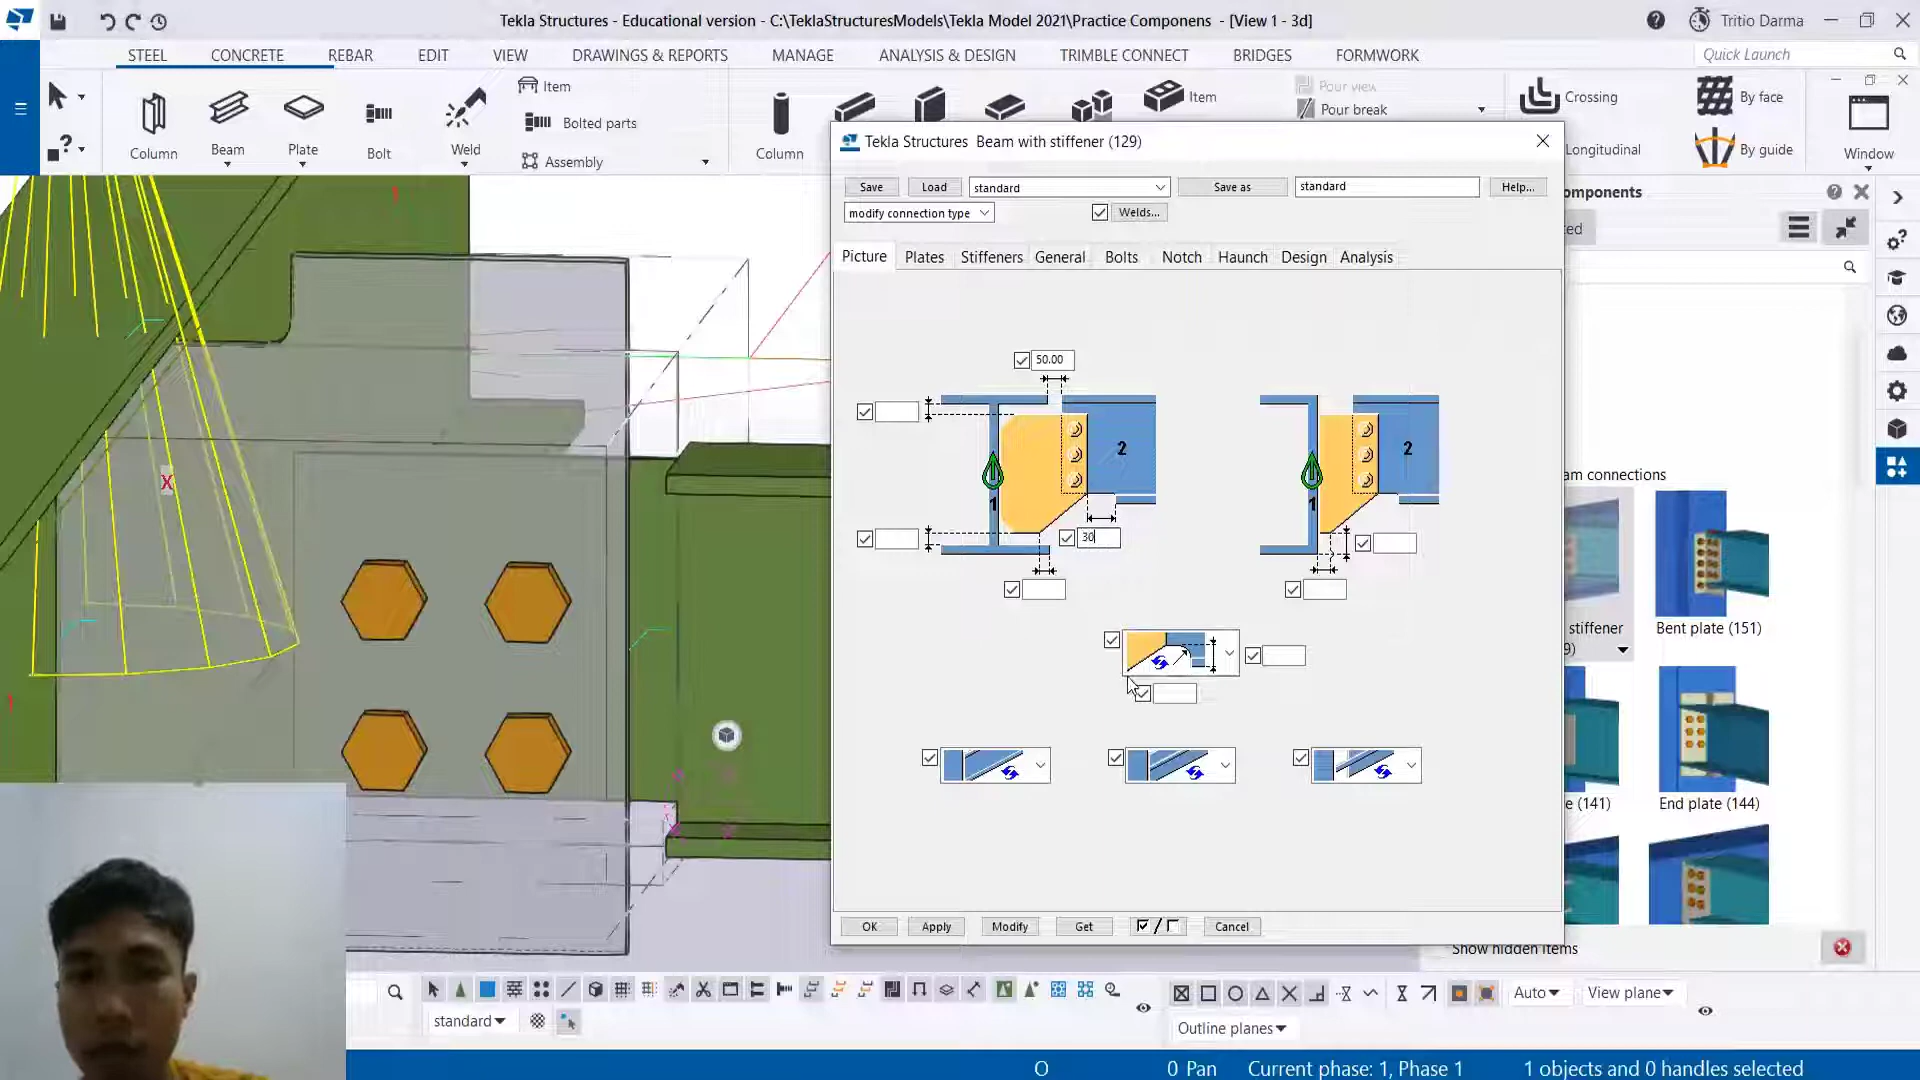 Tekla Structures - Educational version - C:\TeklaStructuresModels\Tekla Model 2021\Practice Componens - [View 1 - 3d]
Tritio Darma
STEEL
CONCRETE
REBAR
EDIT
VIEW
DRAWINGS & REPORTS
MANAGE
ANALYSIS & DESIGN
TRIMBLE CONNECT
BRIDGES
FORMWORK
Quick Launch
Column
Beam
Plate
Bolt
Weld
Item
Bolted parts
Assembly
Column
Item
Pour view
Pour break
Crossing
Longitudinal
By face
By guide
Window
Tekla Structures Beam with stiffener (129)
Save
Load
standard
Save as
standard
Help...
modify connection type
Welds...
Picture
Plates
Stiffeners
General
Bolts
Notch
Haunch
Design
Analysis
50.00
2
1
30
2
1
OK
Apply
Modify
Get
/
Cancel
omponents
ed
am connections
stiffener
9)
Bent plate (151)
e (141)
End plate (144)
Show hidden items
1
X
1
standard
Auto
View plane
Outline planes
O
0 Pan
Current phase: 1, Phase 1
1 objects and 0 handles selected